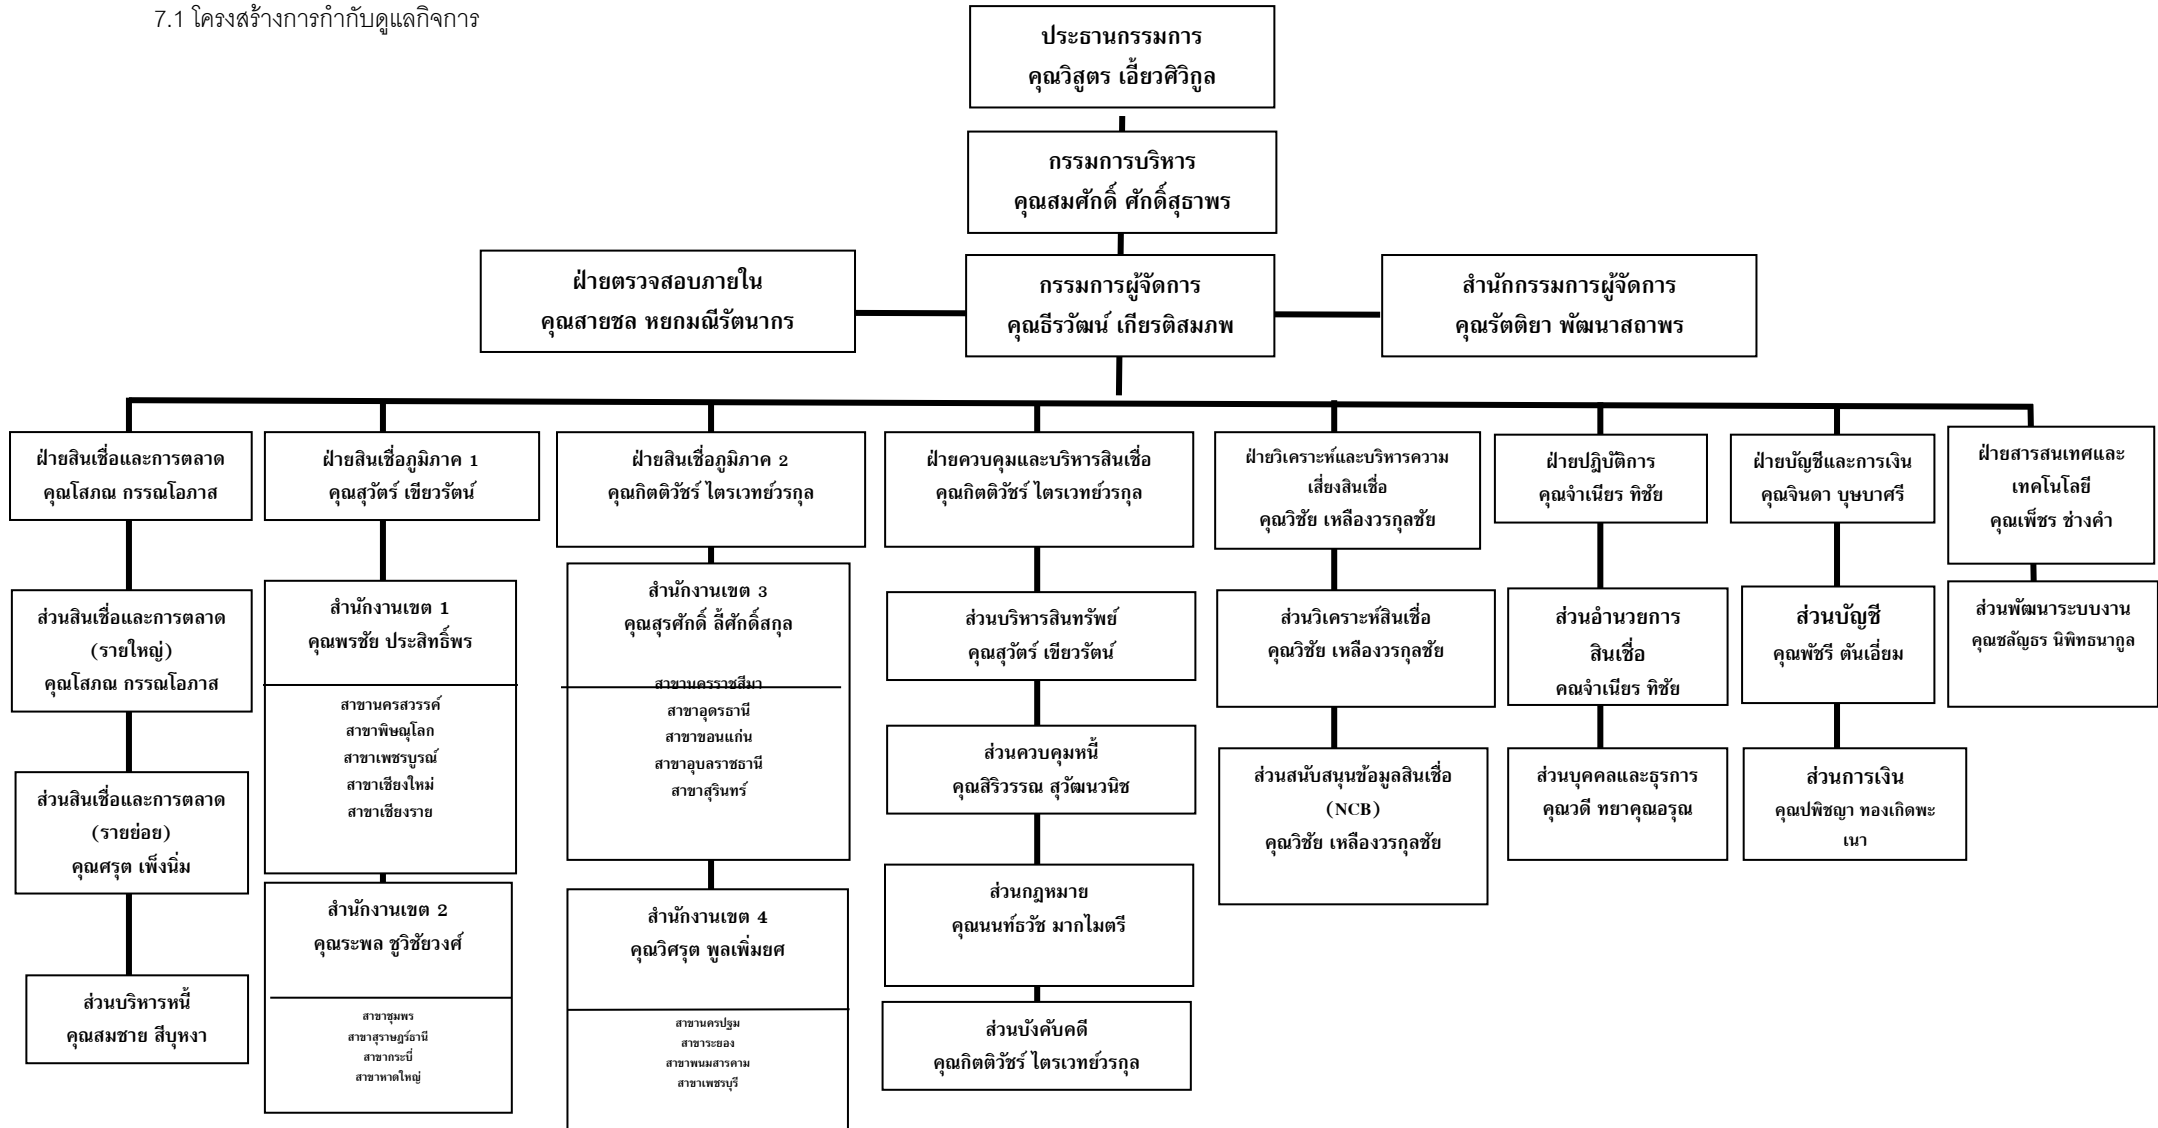 7.1 โครงสร้างการกำกับดูแลกิจการ
ประธานกรรมการ
คุณวิสูตร เอี้ยวศิวิกูล
กรรมการบริหาร
คุณสมศักดิ์ ศักดิ์สุธาพร
ฝ่ายตรวจสอบภายใน
คุณสายชล หยกมณีรัตนากร
กรรมการผู้จัดการ
คุณธีรวัฒน์ เกียรติสมภพ
สำนักกรรมการผู้จัดการ
คุณรัตติยา พัฒนาสถาพร
ฝ่ายสินเชื่อและการตลาด
คุณโสภณ กรรณโอภาส
ส่วนสินเชื่อและการตลาด
(รายใหญ่)
คุณโสภณ กรรณโอภาส
ส่วนสินเชื่อและการตลาด
(รายย่อย)
คุณศรุต เพ็งนิ่ม
ส่วนบริหารหนี้
คุณสมชาย สีบุหงา
ฝ่ายสินเชื่อภูมิภาค 1
คุณสุวัตร์ เขียวรัตน์
สำนักงานเขต 1
คุณพรชัย ประสิทธิ์พร
สาขานครสวรรค์
สาขาพิษณุโลก
สาขาเพชรบูรณ์
สาขาเชียงใหม่
สาขาเชียงราย
สำนักงานเขต 2
คุณระพล ชูวิชัยวงศ์
สาขาชุมพร
สาขาสุราษฎร์ธานี
สาขากระบี่
สาขาหาดใหญ่
ฝ่ายสินเชื่อภูมิภาค 2
คุณกิตติวัชร์ ไตรเวทย์วรกุล
สำนักงานเขต 3
คุณสุรศักดิ์ ลี้ศักดิ์สกุล
สาขานครราชสีมา
สาขาอุดรธานี
สาขาขอนแก่น
สาขาอุบลราชธานี
สาขาสุรินทร์
สำนักงานเขต 4
คุณวิศรุต พูลเพิ่มยศ
สาขานครปฐม
สาขาระยอง
สาขาพนมสารคาม
สาขาเพชรบุรี
ฝ่ายควบคุมและบริหารสินเชื่อ
คุณกิตติวัชร์ ไตรเวทย์วรกุล
ส่วนบริหารสินทรัพย์
คุณสุวัตร์ เขียวรัตน์
ส่วนควบคุมหนี้
คุณสิริวรรณ สุวัฒนวนิช
ส่วนกฎหมาย
คุณนนท์ธวัช มากไมตรี
ส่วนบังคับคดี
คุณกิตติวัชร์ ไตรเวทย์วรกุล
ฝ่ายวิเคราะห์และบริหารความ
เสี่ยงสินเชื่อ
คุณวิชัย เหลืองวรกุลชัย
ส่วนวิเคราะห์สินเชื่อ
คุณวิชัย เหลืองวรกุลชัย
ส่วนสนับสนุนข้อมูลสินเชื่อ
(NCB)
คุณวิชัย เหลืองวรกุลชัย
ฝ่ายปฎิบัติการ
คุณจำเนียร ทิชัย
ส่วนอำนวยการ
สินเชื่อ
คณจำเนียร ทิชัย
ส่วนบุคคลและธุรการ
คุณวดี ทยาคุณอรุณ
ฝ่ายบัญชีและการเงิน
คุณจินดา บุษบาศรี
ส่วนบัญชี
คุณพัชรี ตันเอี่ยม
ส่วนการเงิน
คุณปพิชญา ทองเกิดพะ
เนา
ฝ่ายสารสนเทศและ
เทคโนโลยี
คุณเพ็ชร ช่างคำ
ส่วนพัฒนาระบบงาน
คุณชลัญธร นิพิทธนากูล